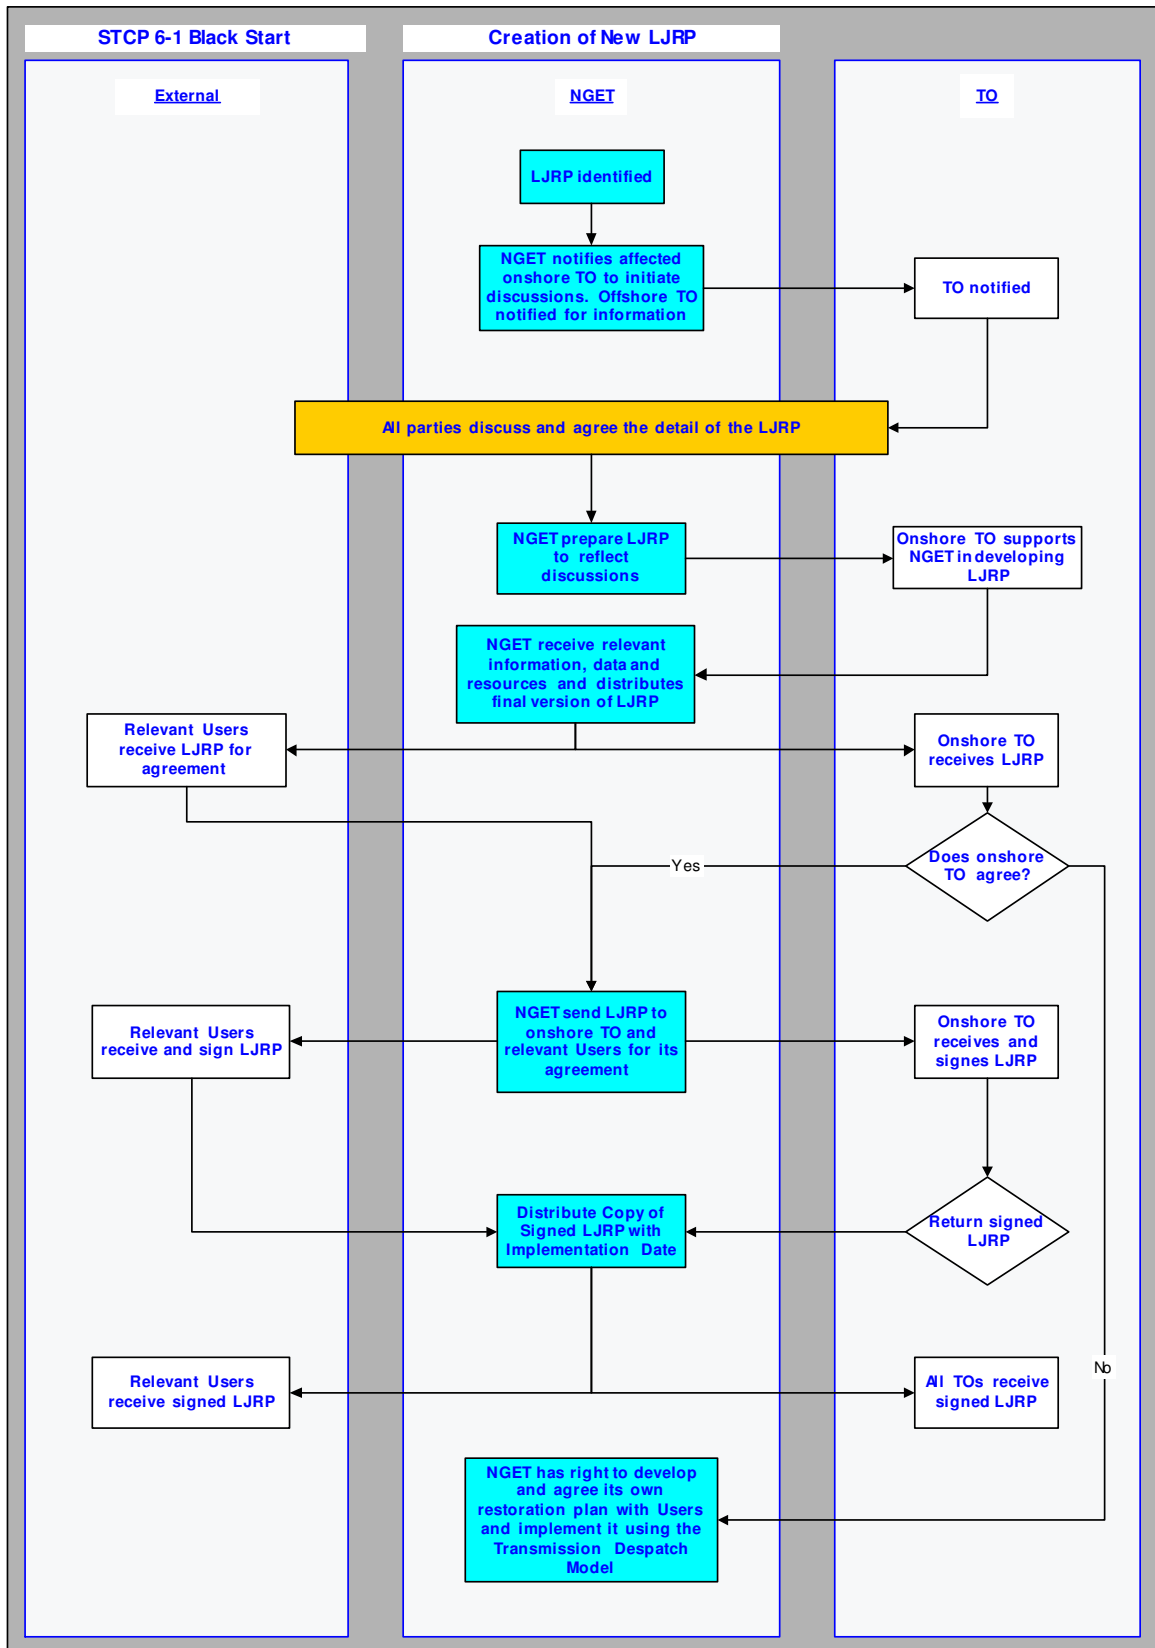 STCP 6-1 Black Start
Creation of New LJRP
External
NGET
TO
LJRP identified
NGET notifies affected
onshore TO to initiate
discussions. Offshore TO
notified for information
TO notified
All parties discuss and agree the detail of the LJRP
NGET prepare LJRP
to reflect
discussions
Onshore TO supports
NGET in developing
LJRP
NGET receive relevant
information, data and
resources and distributes
final version of LJRP
Relevant Users
receive LJRP for
agreement
Onshore TO
receives LJRP
Does onshore
TO agree?
Yes
NGET send LJRP to
onshore TO and
relevant Users for its
agreement
Relevant Users
receive and sign LJRP
Onshore TO
receives and
signes LJRP
Distribute Copy of
Signed LJRP with
Implementation Date
Return signed
LJRP
No
Relevant Users
receive signed LJRP
All TOs receive
signed LJRP
NGET has right to develop
and agree its own
restoration plan with Users
and implement it using the
Transmission Despatch
Model